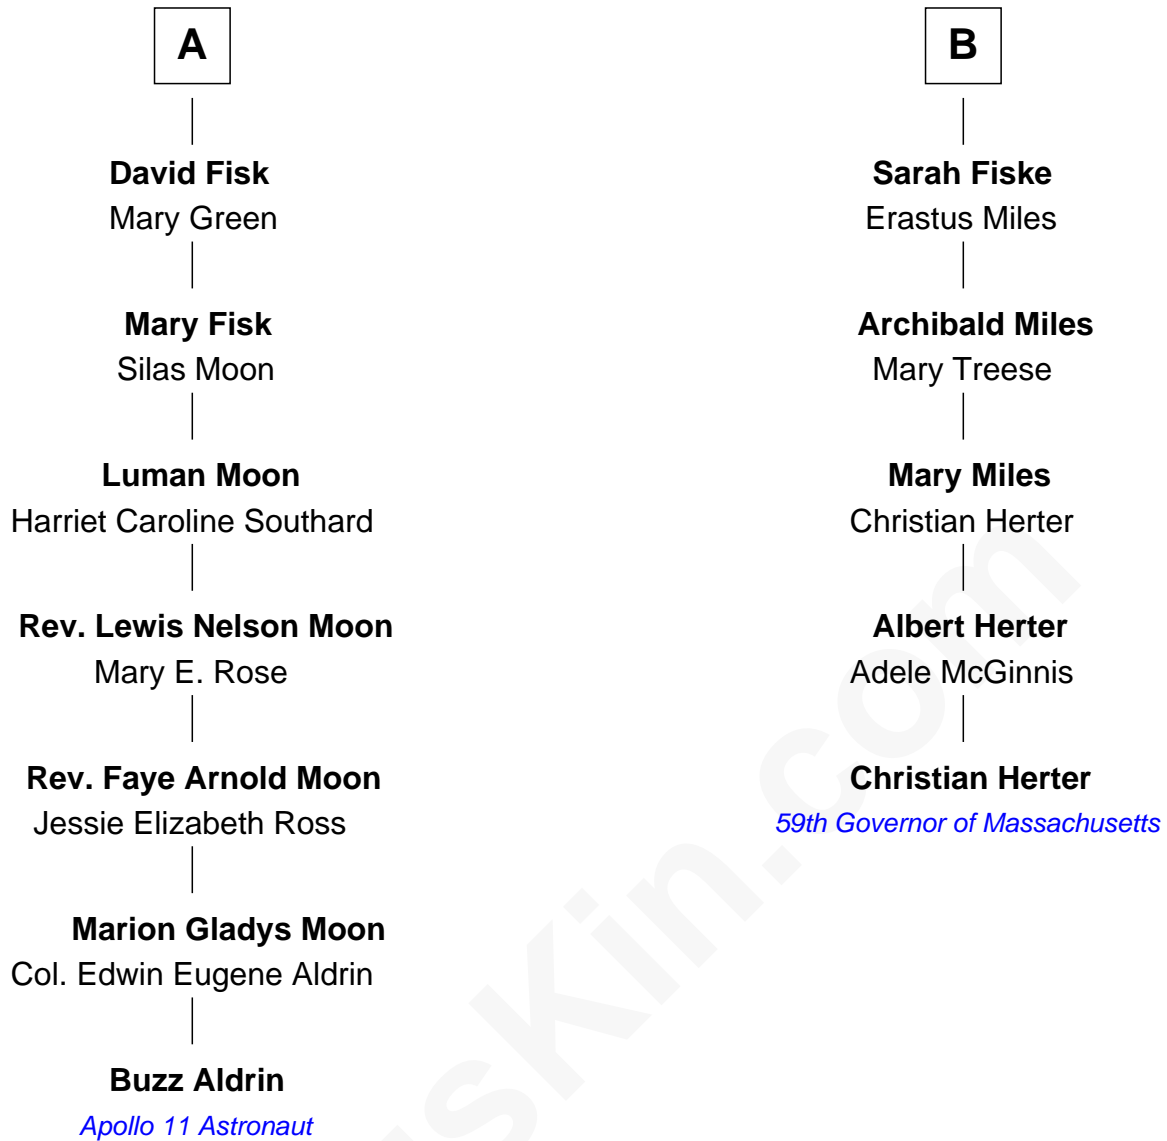 A
David Fisk
Mary Green
Mary Fisk
Silas Moon
Luman Moon
Harriet Caroline Southard
Rev. Lewis Nelson Moon
Mary E. Rose
Rev. Faye Arnold Moon
Jessie Elizabeth Ross
Marion Gladys Moon
Col. Edwin Eugene Aldrin
Buzz Aldrin
Apollo 11 Astronaut
B
Sarah Fiske
Erastus Miles
Archibald Miles
Mary Treese
Mary Miles
Christian Herter
Albert Herter
Adele McGinnis
Christian Herter
59th Governor of Massachusetts